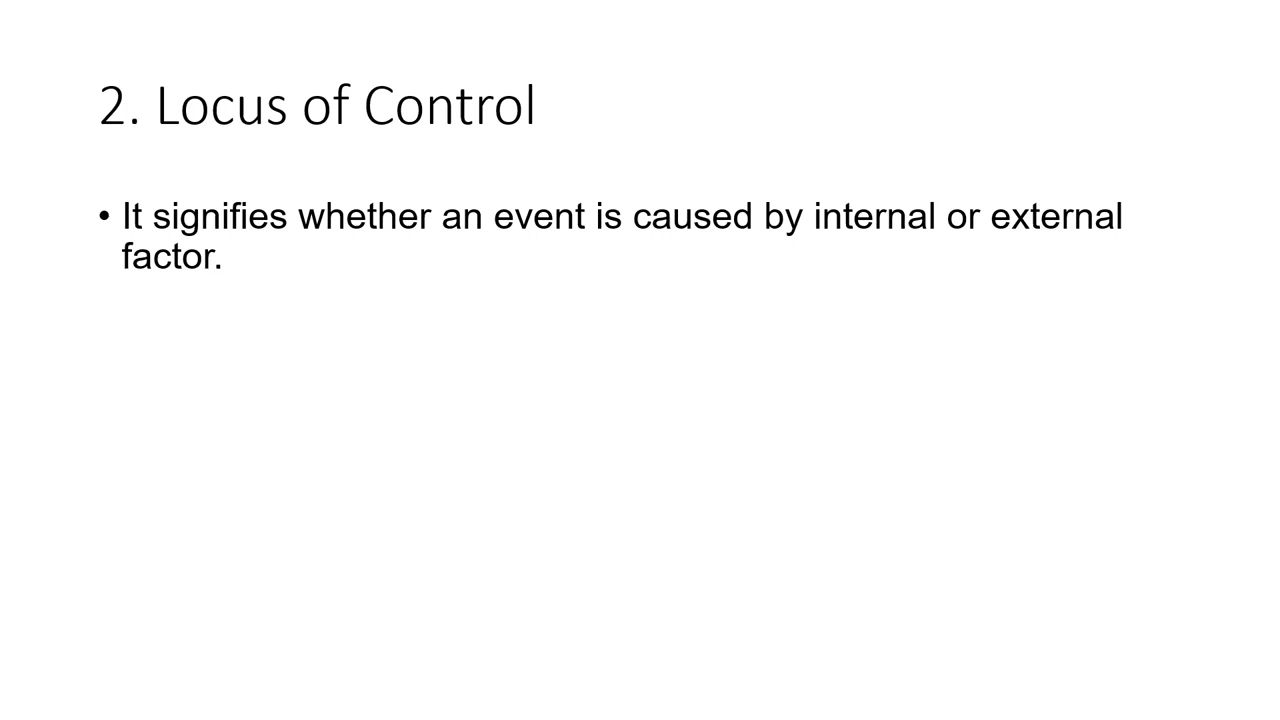 2. Locus of Control
• It signifies whether an event is caused by internal or external
factor.